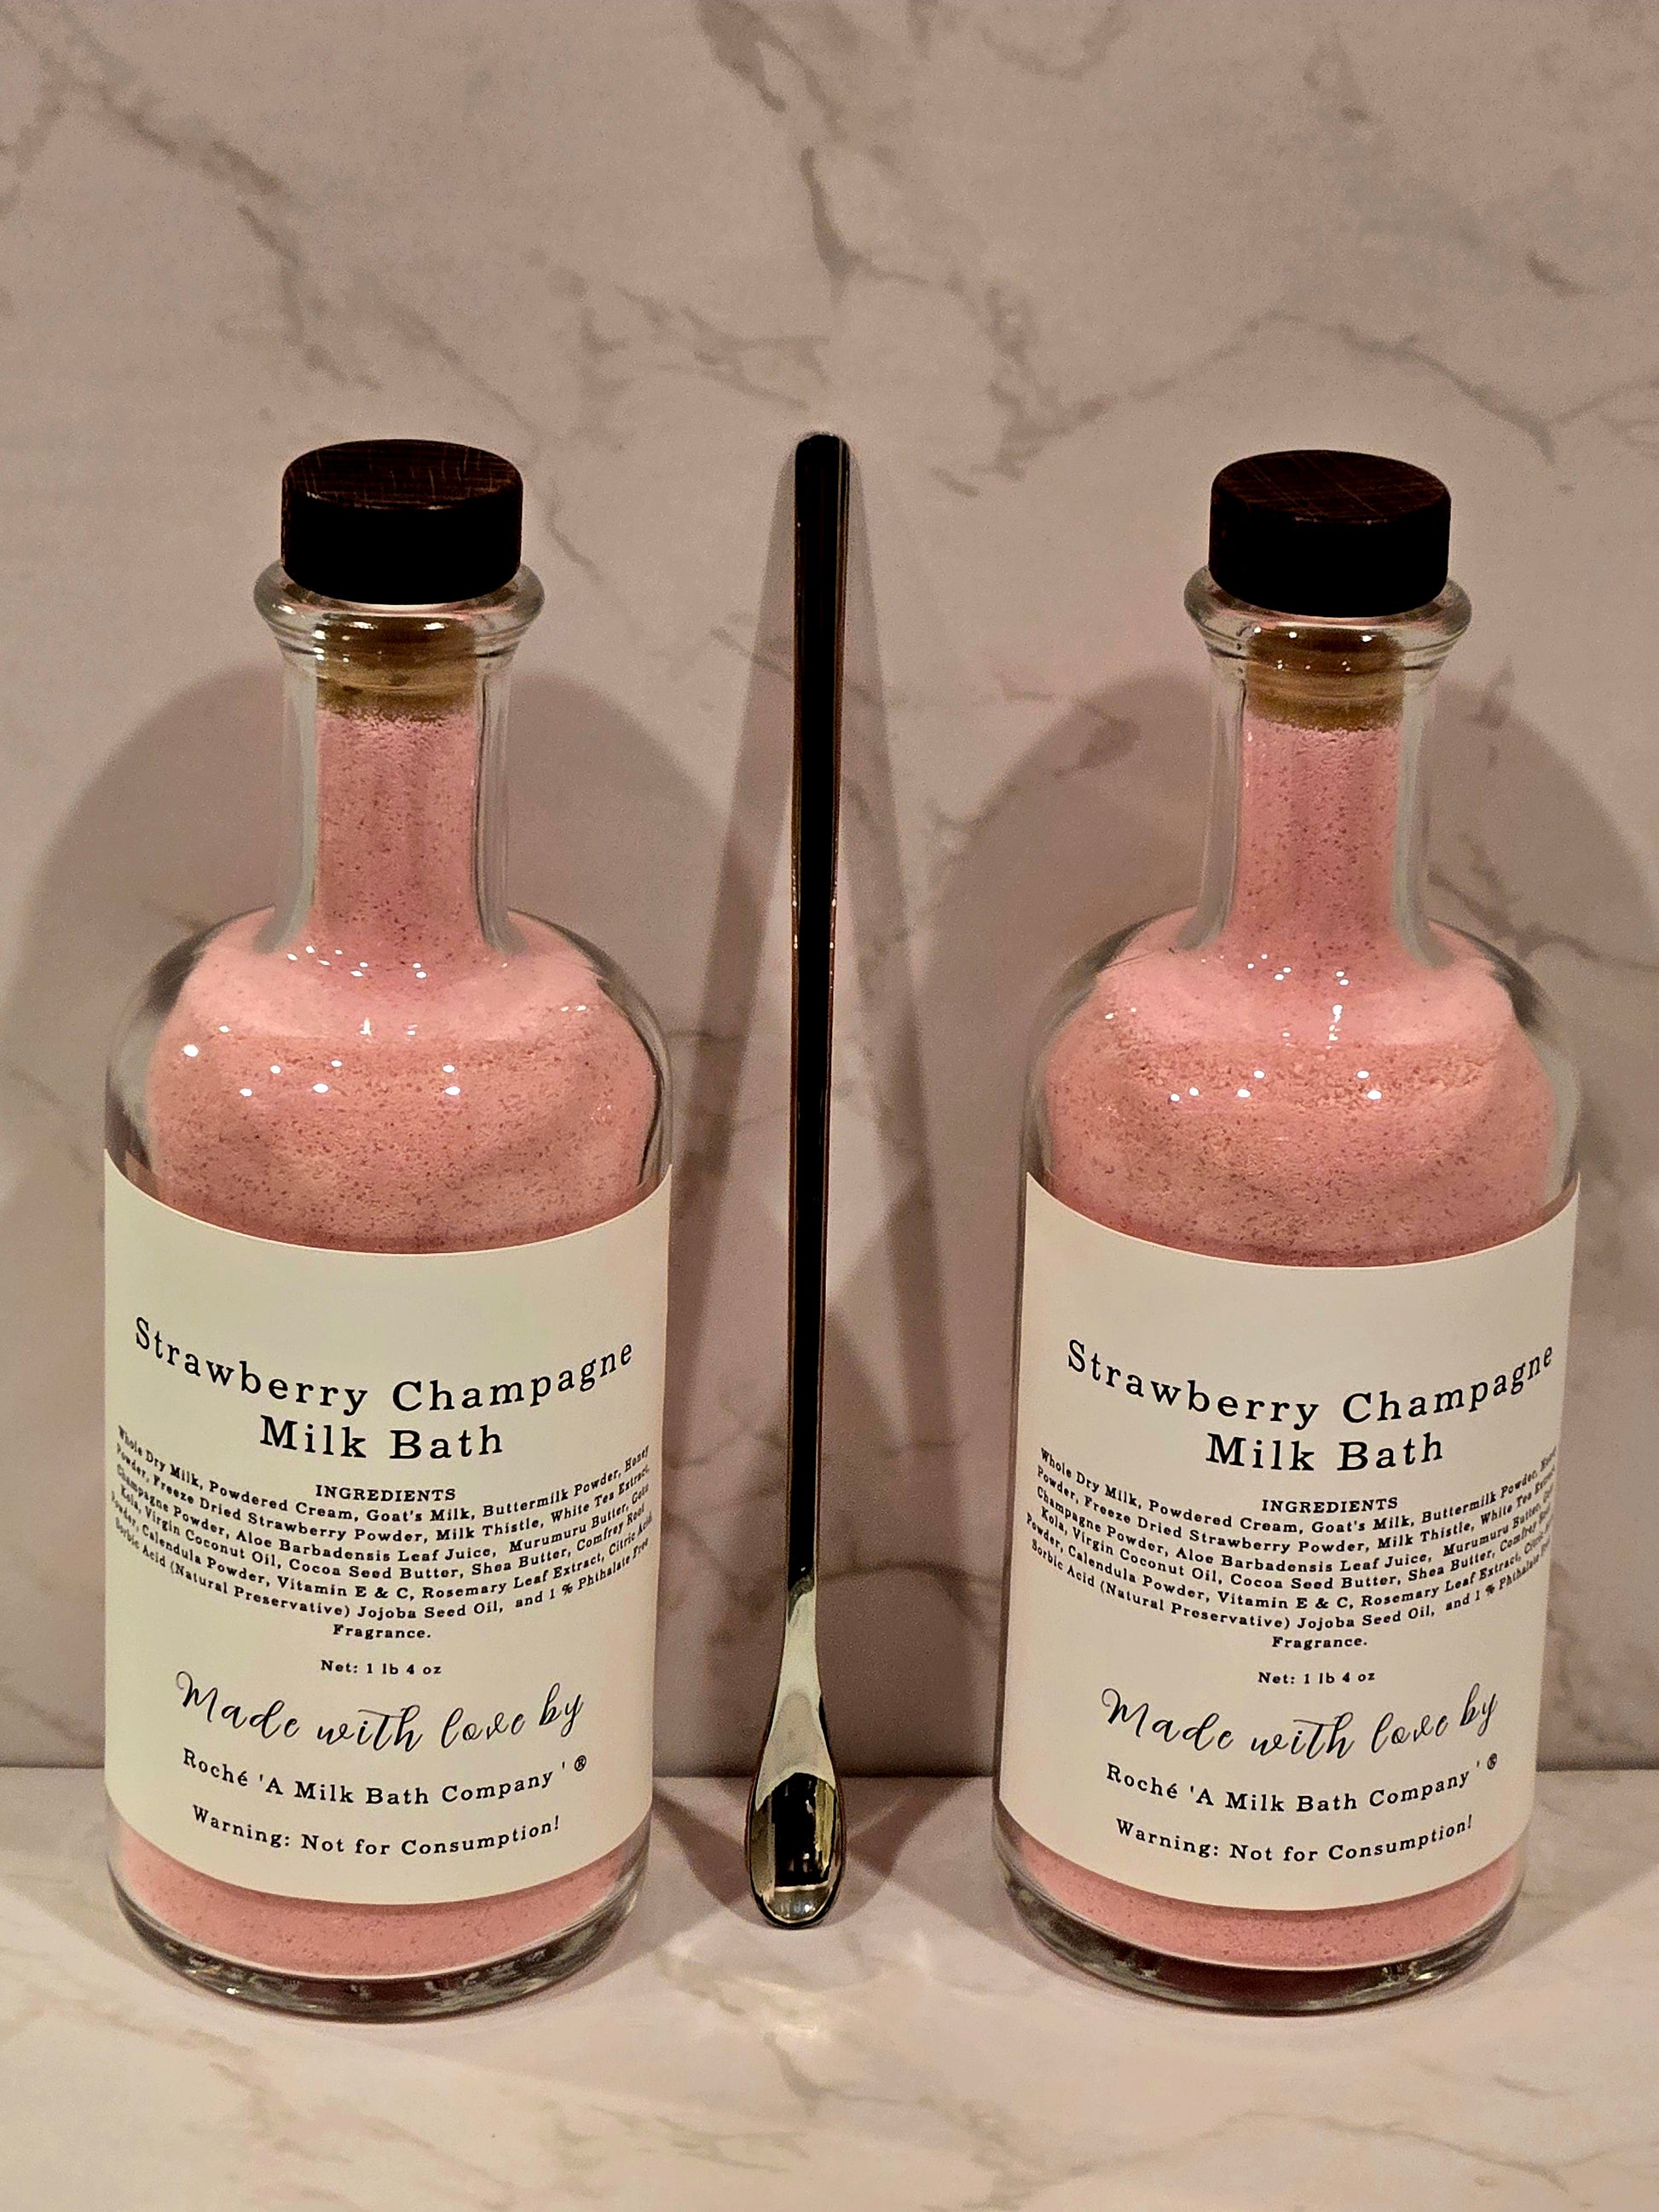 Strawberry Champagne
Milk Bath
INGREDIENTS
Whole Dry Milk, Powdered Cream, Goat's Milk, Buttermilk Powder, Honey
Powder, Freeze Dried Strawberry Powder, Milk Thistle, White Tea Extract,
Champagne Powder, Aloe Barbadensis Leaf Juice, Murumuru Butter, Gotu
Kola, Virgin Coconut Oil, Cocoa Seed Butter, Shea Butter, Comfrey Root
Powder, Calendula Powder, Vitamin E & C, Rosemary Leaf Extract, Citric Acid,
Sorbic Acid (Natural Preservative) Jojoba Seed Oil, and 1 % Phthalate Free
Fragrance.
Net: 1 lb 4 oz
Made with love by
Roché 'A Milk Bath Company ' ®
Warning: Not for Consumption!
Strawberry Champagne
Milk Bath
INGREDIENTS
Whole Dry Milk, Powdered Cream, Goat's Milk, Buttermilk Powder, Honey
Powder, Freeze Dried Strawberry Powder, Milk Thistle, White Tea Extract,
Champagne Powder, Aloe Barbadensis Leaf Juice, Murumuru Butter,
Kola, Virgin Coconut Oil, Cocoa Seed Butter, Shea Butter, Comfrey
Powder, Calendula Powder, Vitamin E & C, Rosemary Leaf Extract,
Sorbic Acid (Natural Preservative) Jojoba Seed Oil, and 1 % Phthalate
Fragrance.
Net: 1 lb 4 oz
Made with love by
Roché 'A Milk Bath Company ' ®
Warning: Not for Consumption!